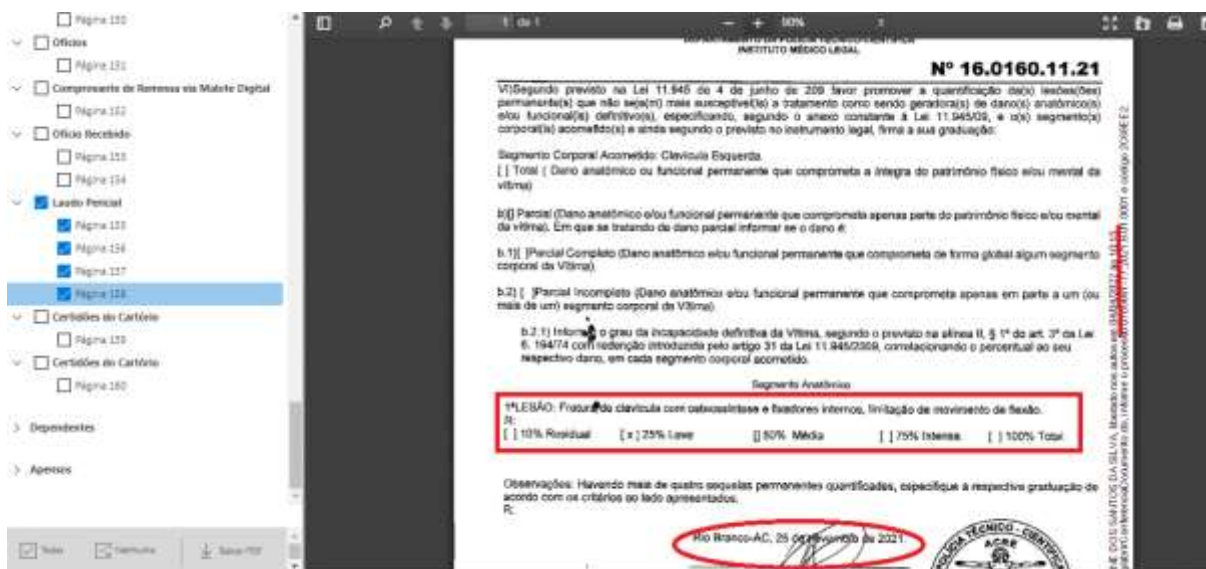 Página 150
Ofícios
Página 151
Comprovante de Remessa via Malote Digital
Página 152
Ofício Recebido
Página 153
Página 154
Laudo Pericial
Página 155
Página 156
Página 157
Página 158
Certidões do Cartório
Página 159
Certidões do Cartório
Página 160
Dependentes
Apensos
1 de 1
INSTITUTO MÉDICO LEGAL
Nº 16.0160.11.21
VI)Segundo previsto na Lei 11.945 de 4 de junho de 209 favor promover a quantificação da(s) lesões(ões)
permanente(s) que não seja(m) mais susceptível(is) a tratamento como sendo geradora(s) de dano(s) anatômico(s)
e/ou funcional(is) definitivo(s), especificando, segundo o anexo constante à Lei 11.945/09, e o(s) segmento(s)
corporal(is) acometido(s) e ainda segundo o previsto no instrumento legal, firma a sua graduação:
Segmento Corporal Acometido: Clavícula Esquerda
[ ] Total ( Dano anatômico ou funcional permanente que comprometa a íntegra do patrimônio físico e/ou mental da
vítima)
b)[] Parcial (Dano anatômico e/ou funcional permanente que comprometa apenas parte do patrimônio físico e/ou mental
da vítima). Em que se tratando de dano parcial informar se o dano é:
b.1)[ ]Parcial Completo (Dano anatômico e/ou funcional permanente que comprometa de forma global algum segmento
corporal da Vítima).
b.2) [ ]Parcial Incompleto (Dano anatômico e/ou funcional permanente que comprometa apenas em parte a um (ou
mais de um) segmento corporal da Vítima).
b.2.1) o grau da incapacidade definitiva da Vítima, segundo o previsto na alínea II, § 1º do art. 3º da Lei
6. 194/74 com redenção introduzida pelo artigo 31 da Lei 11.945/2009, correlacionando o percentual ao seu
respectivo dano, em cada segmento corporal acometido.
Segmento Anatômico
1ªLESÃO: Fratura de clavícula com osteossíntese e fixadores internos, limitação de movimento de flexão.
R:
[ ] 10% Residual [ x ] 25% Leve [] 50% Média [ ] 75% Intensa [ ] 100% Total
Observações: Havendo mais de quatro sequelas permanentes quantificadas, especifique a respectiva graduação de
acordo com os critérios ao lado apresentados.
R:
Rio Branco-AC, 25 de novembro de 2021
ACRE